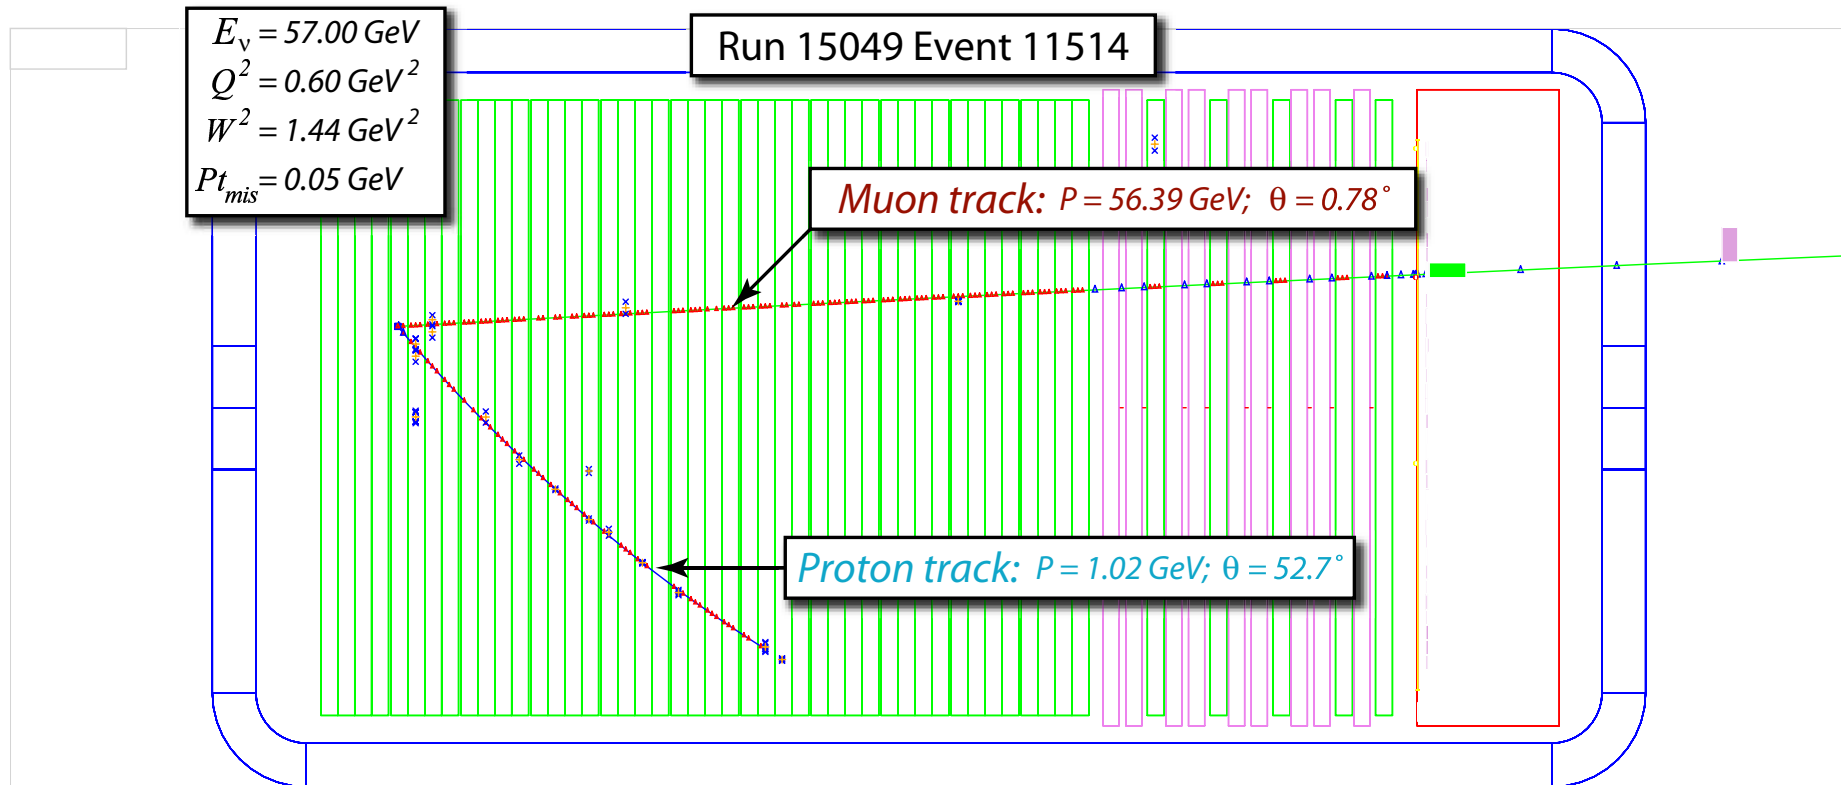 E_ν = 57.00 GeV
Q^2 = 0.60 GeV^2
W^2 = 1.44 GeV^2
Pt_mis = 0.05 GeV
Run 15049 Event 11514
Muon track: P = 56.39 GeV; θ = 0.78°
Proton track: P = 1.02 GeV; θ = 52.7°